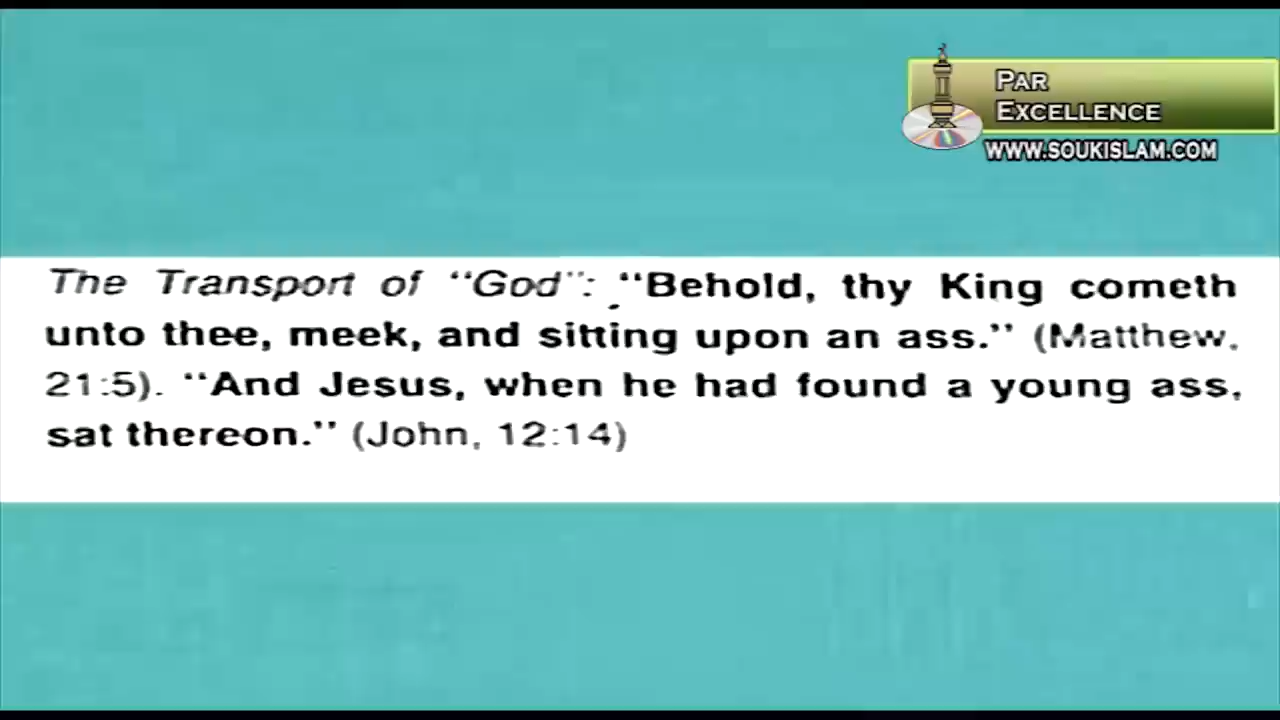 PAR
EXCELLENCE
WWW.SOUKISLAM.COM
The Transport of "God": "Behold, thy King cometh
unto thee, meek, and sitting upon an ass." (Matthew,
21:5). "And Jesus, when he had found a young ass,
sat thereon." (John, 12:14)